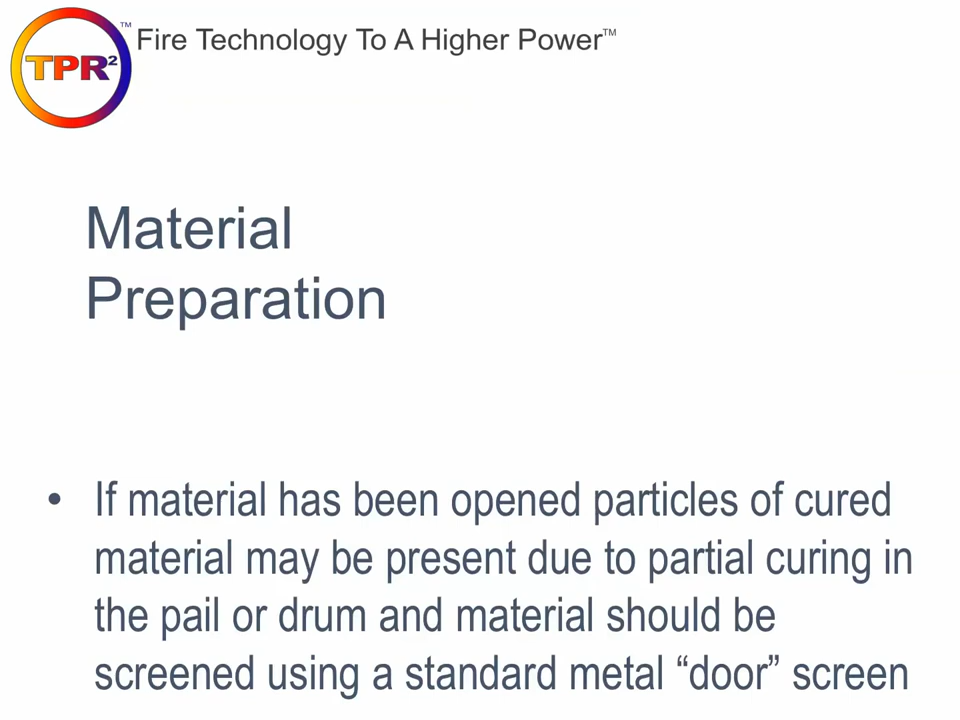 TPR²™
Fire Technology To A Higher Power™
Material
Preparation
• If material has been opened particles of cured
material may be present due to partial curing in
the pail or drum and material should be
screened using a standard metal “door” screen